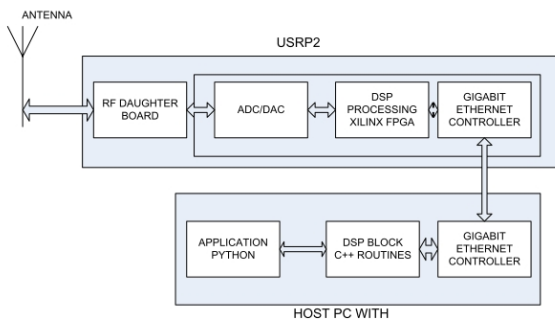 ANTENNA
USRP2
RF DAUGHTER
BOARD
ADC/DAC
DSP
PROCESSING
XILINX FPGA
GIGABIT
ETHERNET
CONTROLLER
APPLICATION
PYTHON
DSP BLOCK
C++ ROUTINES
GIGABIT
ETHERNET
CONTROLLER
HOST PC WITH